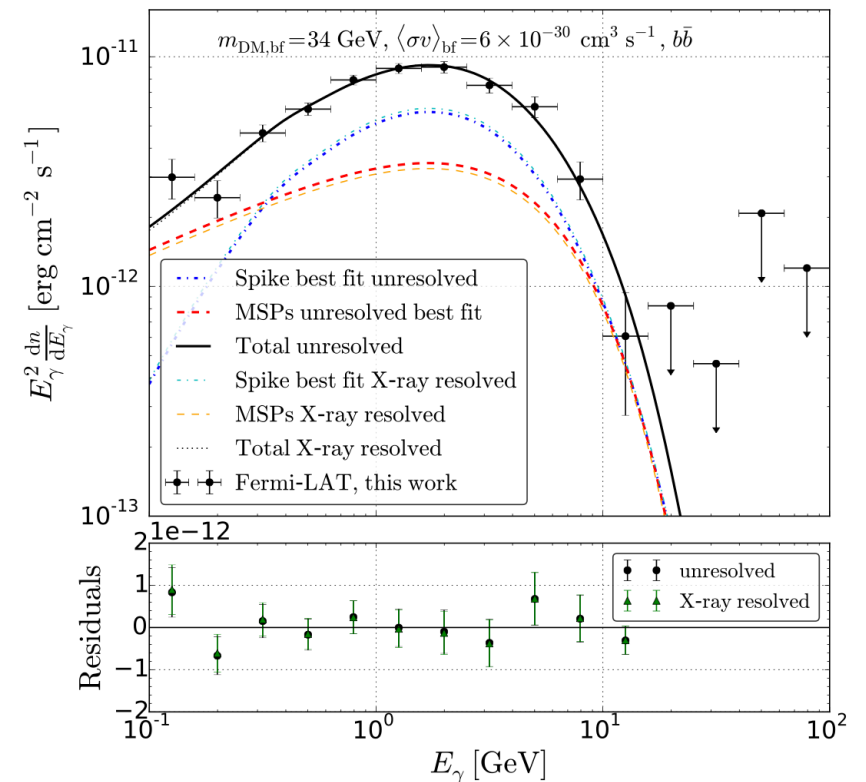 m_DM,bf=34 GeV, ⟨σv⟩_bf=6 × 10^−30 cm^3 s^−1, bb̄
10^-11
10^-12
10^-13
E_γ^2 dn/dE_γ [erg cm^−2 s^−1]
Spike best fit unresolved
MSPs unresolved best fit
Total unresolved
Spike best fit X-ray resolved
MSPs X-ray resolved
Total X-ray resolved
Fermi-LAT, this work
1e−12
2
1
0
−1
−2
Residuals
unresolved
X-ray resolved
10^-1 10^0 10^1 10^2
E_γ [GeV]